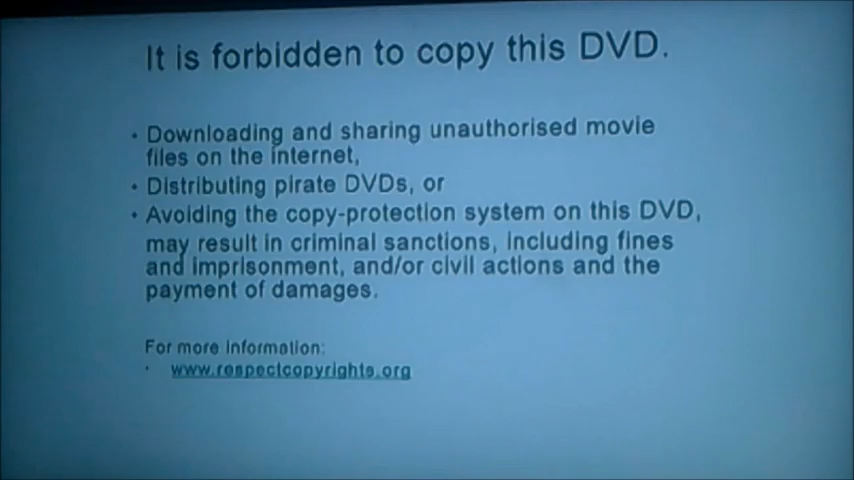 It is forbidden to copy this DVD.
• Downloading and sharing unauthorised movie
files on the internet,
• Distributing pirate DVDs, or
• Avoiding the copy-protection system on this DVD,
may result in criminal sanctions, including fines
and imprisonment, and/or civil actions and the
payment of damages.
For more information:
• www.respectcopyrights.org